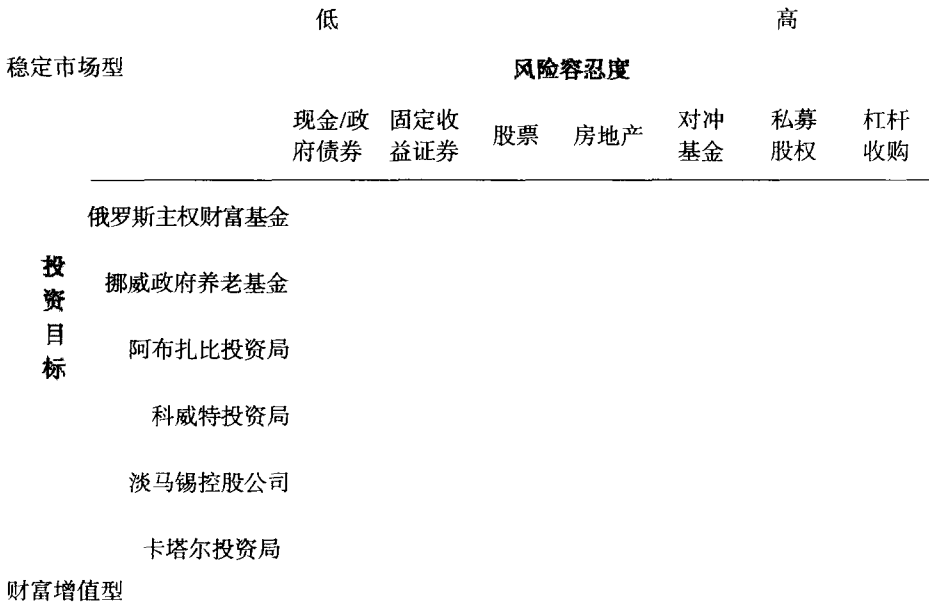 低 高
稳定市场型 风险容忍度
现金/政 固定收 股票 房地产 对冲 私募 杠杆
府债券 益证券 基金 股权 收购
俄罗斯主权财富基金
投资目标
挪威政府养老基金
阿布扎比投资局
科威特投资局
淡马锡控股公司
卡塔尔投资局
财富增值型